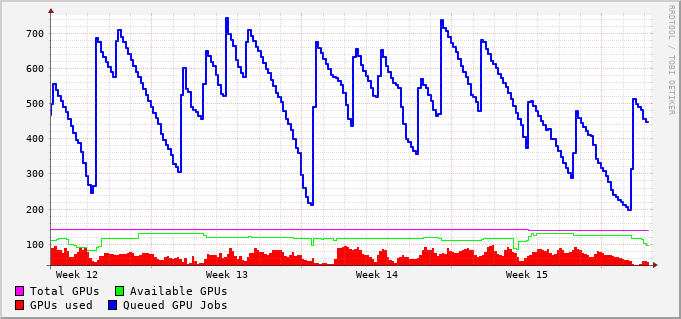 700
600
500
400
300
200
100
Week 12 Week 13 Week 14 Week 15
Total GPUs Available GPUs
GPUs used Queued GPU Jobs
RRDTOOL / TOBI OETIKER